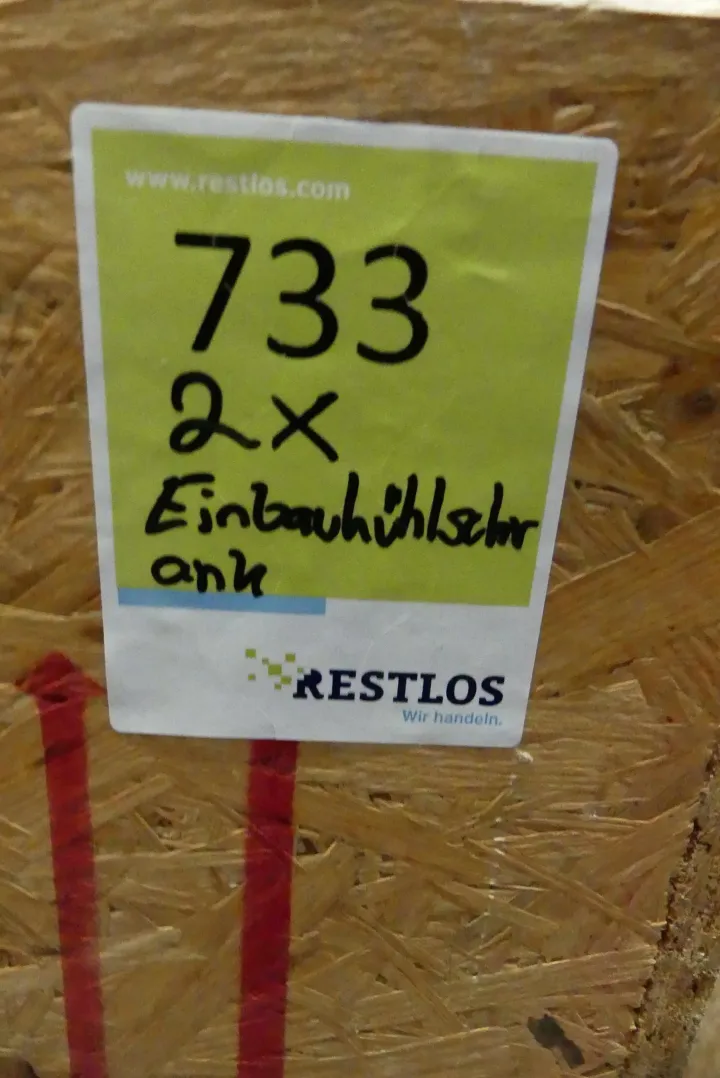 www.restlos.com
733
2x
Einbaukühlschr
ank
RESTLOS
Wir handeln.